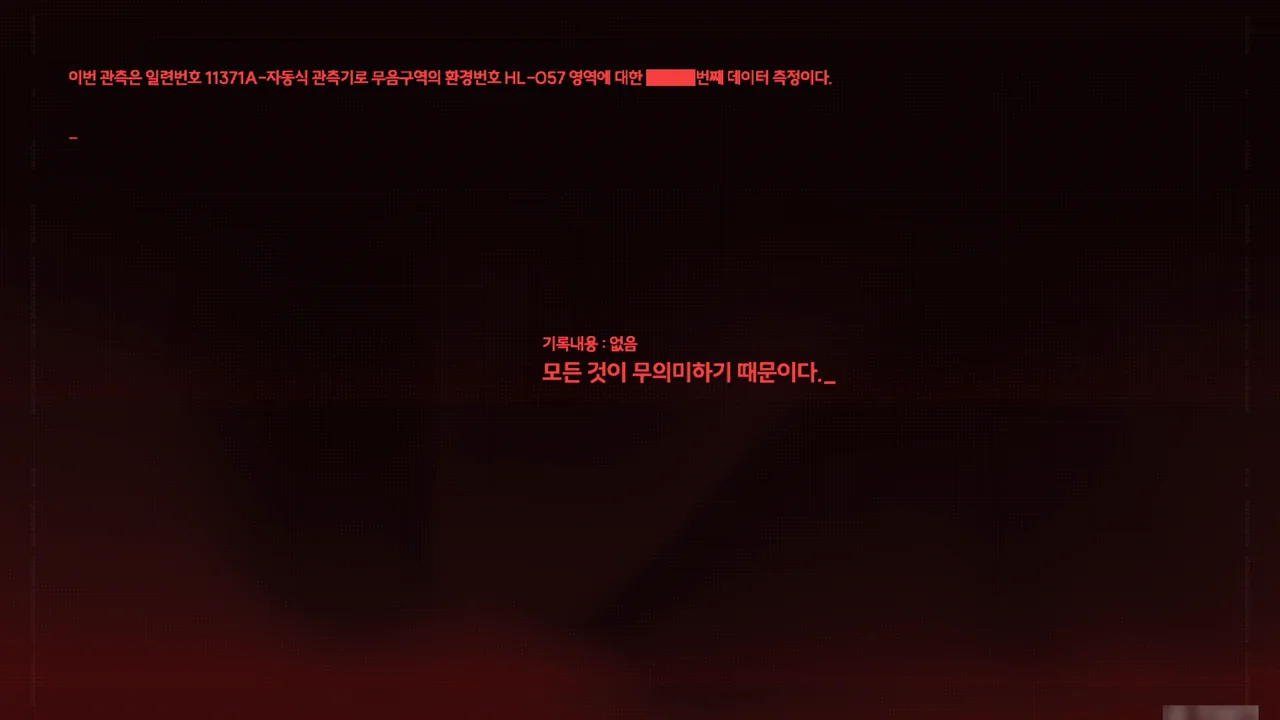 이번 관측은 일련번호 11371A-자동식 관측기로 무음구역의 환경번호 HL-057 영역에 대한 █████번째 데이터 측정이다.
_
기록내용 : 없음
모든 것이 무의미하기 때문이다._